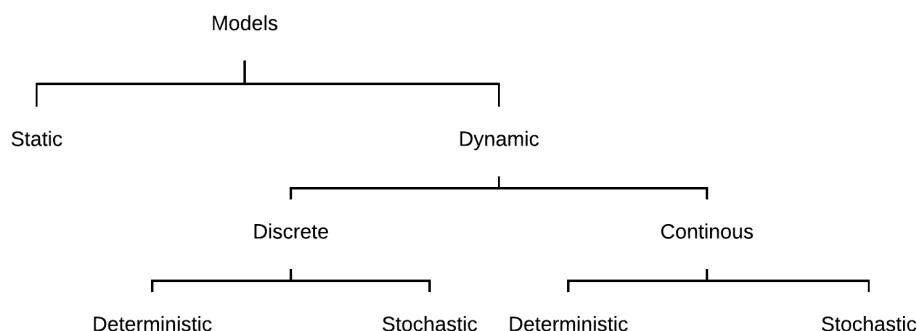 Models
Static Dynamic
Discrete Continous
Deterministic Stochastic Deterministic Stochastic